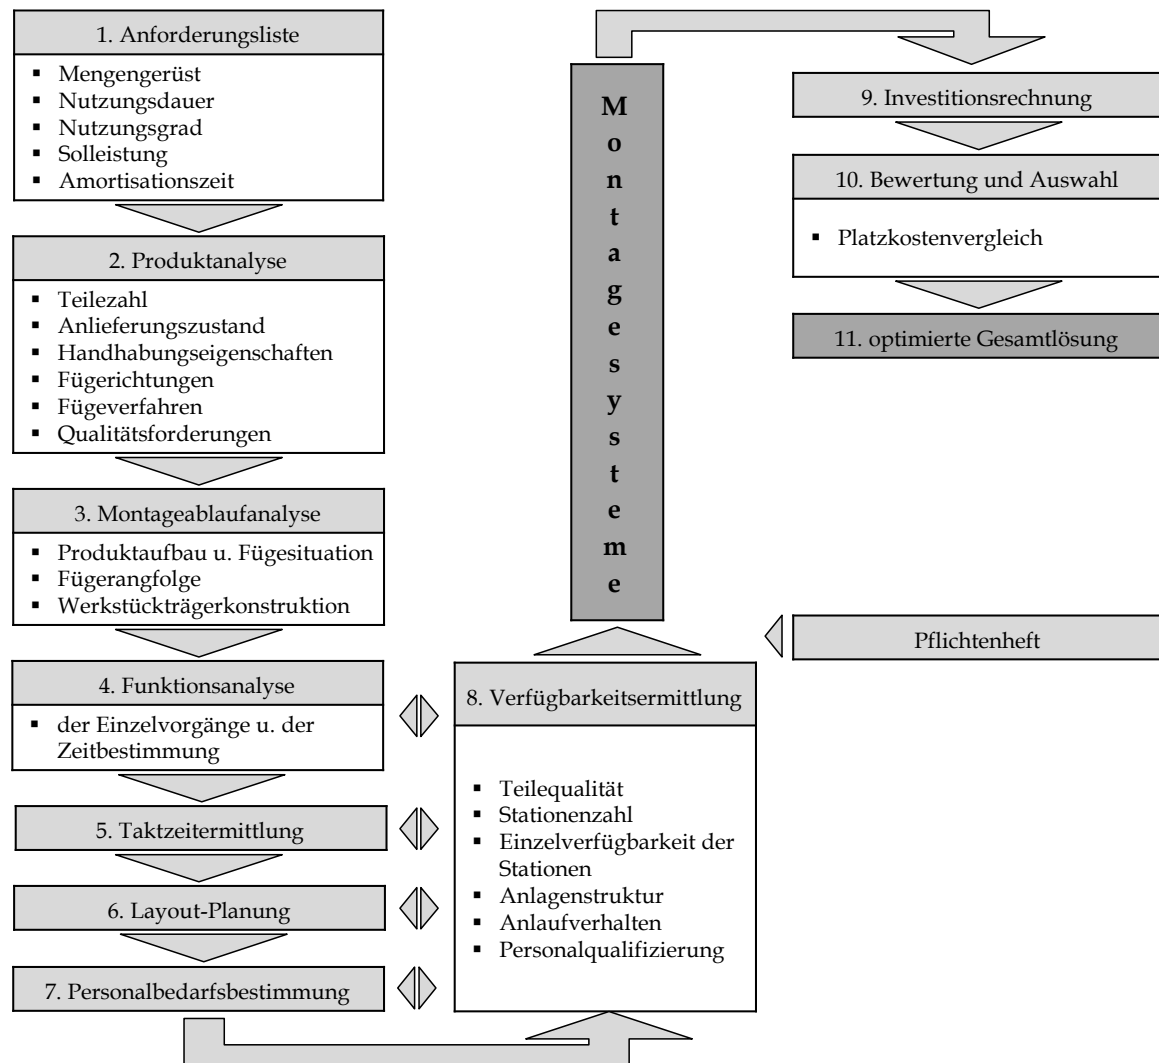 1. Anforderungsliste
▪ Mengengerüst
▪ Nutzungsdauer
▪ Nutzungsgrad
▪ Solleistung
▪ Amortisationszeit
2. Produktanalyse
▪ Teilezahl
▪ Anlieferungszustand
▪ Handhabungseigenschaften
▪ Fügerichtungen
▪ Fügeverfahren
▪ Qualitätsforderungen
3. Montageablaufanalyse
▪ Produktaufbau u. Fügesituation
▪ Fügerangfolge
▪ Werkstückträgerkonstruktion
4. Funktionsanalyse
▪ der Einzelvorgänge u. der
Zeitbestimmung
5. Taktzeitermittlung
6. Layout-Planung
7. Personalbedarfsbestimmung
8. Verfügbarkeitsermittlung
▪ Teilequalität
▪ Stationenzahl
▪ Einzelverfügbarkeit der
Stationen
▪ Anlagenstruktur
▪ Anlaufverhalten
▪ Personalqualifizierung
Montagesysteme
9. Investitionsrechnung
10. Bewertung und Auswahl
▪ Platzkostenvergleich
11. optimierte Gesamtlösung
Pflichtenheft